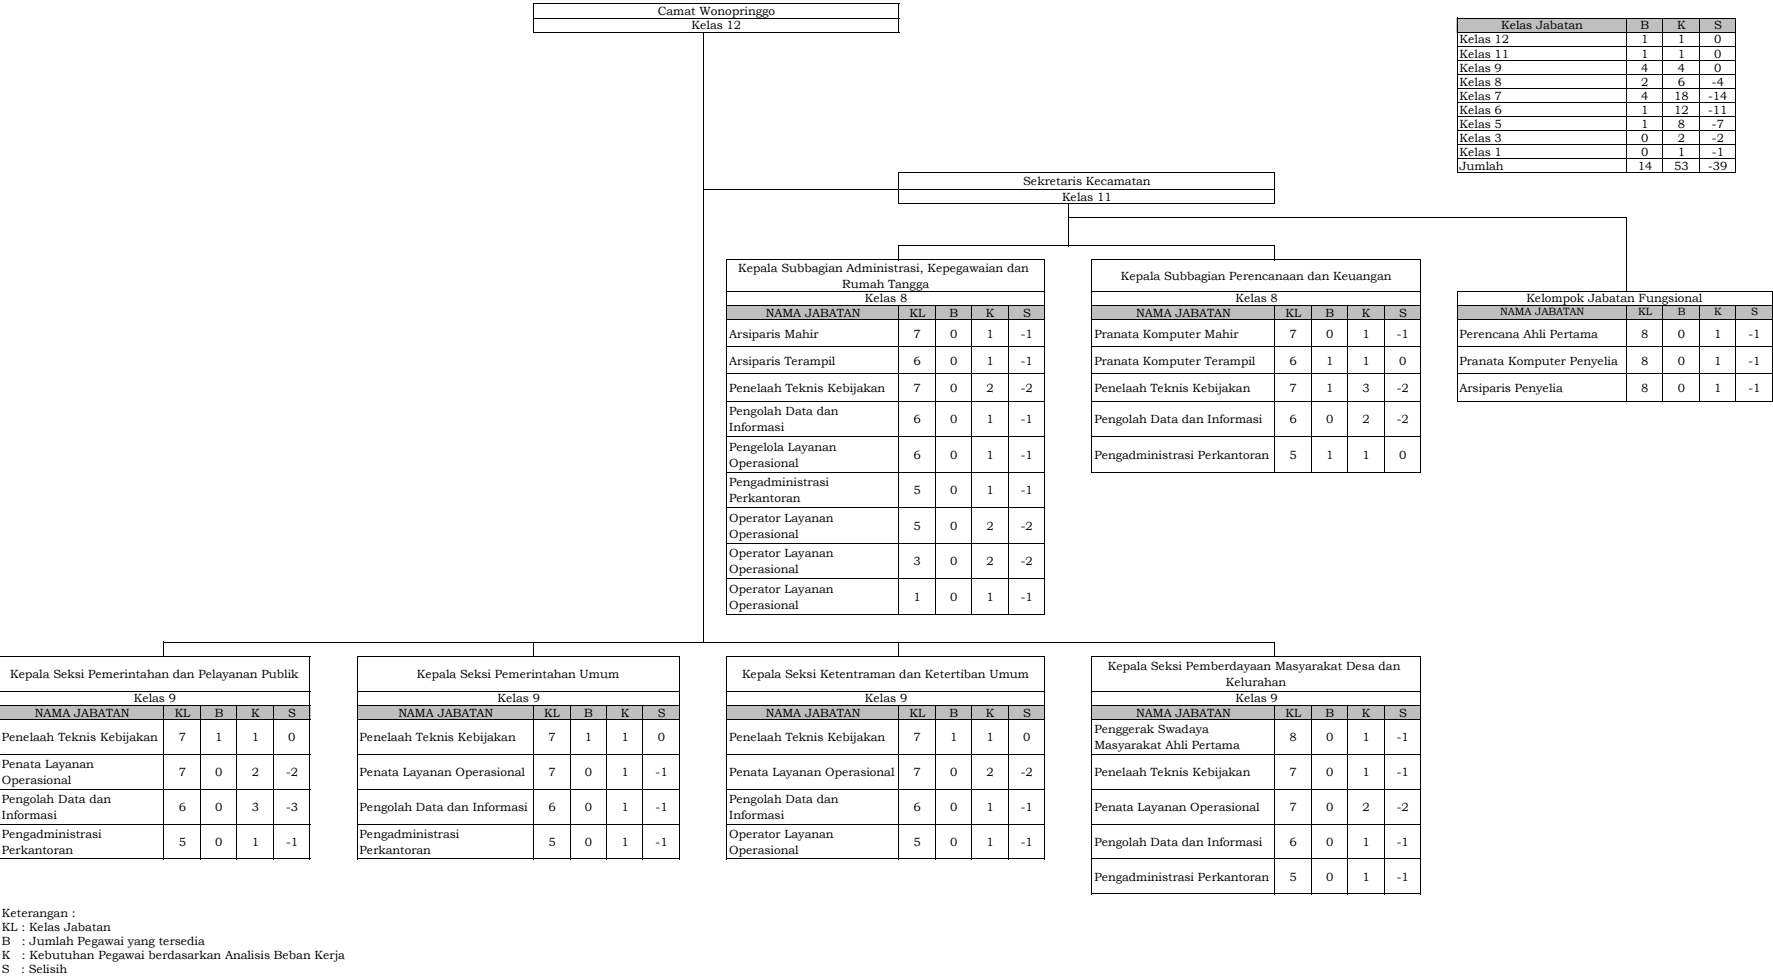 Camat Wonopringgo
Kelas 12
Kelas Jabatan B K S
Kelas 12 1 1 0
Kelas 11 1 1 0
Kelas 9 4 4 0
Kelas 8 2 6 -4
Kelas 7 4 18 -14
Kelas 6 1 12 -11
Kelas 5 1 8 -7
Kelas 3 0 2 -2
Kelas 1 0 1 -1
Jumlah 14 53 -39
Sekretaris Kecamatan
Kelas 11
Kepala Subbagian Administrasi, Kepegawaian dan
Rumah Tangga
Kelas 8
NAMA JABATAN KL B K S
Arsiparis Mahir 7 0 1 -1
Arsiparis Terampil 6 0 1 -1
Penelaah Teknis Kebijakan 7 0 2 -2
Pengolah Data dan
Informasi 6 0 1 -1
Pengelola Layanan
Operasional 6 0 1 -1
Pengadministrasi
Perkantoran 5 0 1 -1
Operator Layanan
Operasional 5 0 2 -2
Operator Layanan
Operasional 3 0 2 -2
Operator Layanan
Operasional 1 0 1 -1
Kepala Subbagian Perencanaan dan Keuangan
Kelas 8
NAMA JABATAN KL B K S
Pranata Komputer Mahir 7 0 1 -1
Pranata Komputer Terampil 6 1 1 0
Penelaah Teknis Kebijakan 7 1 3 -2
Pengolah Data dan Informasi 6 0 2 -2
Pengadministrasi Perkantoran 5 1 1 0
Kelompok Jabatan Fungsional
NAMA JABATAN KL B K S
Perencana Ahli Pertama 8 0 1 -1
Pranata Komputer Penyelia 8 0 1 -1
Arsiparis Penyelia 8 0 1 -1
Kepala Seksi Pemerintahan dan Pelayanan Publik
Kelas 9
NAMA JABATAN KL B K S
Penelaah Teknis Kebijakan 7 1 1 0
Penata Layanan
Operasional 7 0 2 -2
Pengolah Data dan
Informasi 6 0 3 -3
Pengadministrasi
Perkantoran 5 0 1 -1
Kepala Seksi Pemerintahan Umum
Kelas 9
NAMA JABATAN KL B K S
Penelaah Teknis Kebijakan 7 1 1 0
Penata Layanan Operasional 7 0 1 -1
Pengolah Data dan Informasi 6 0 1 -1
Pengadministrasi
Perkantoran 5 0 1 -1
Kepala Seksi Ketentraman dan Ketertiban Umum
Kelas 9
NAMA JABATAN KL B K S
Penelaah Teknis Kebijakan 7 1 1 0
Penata Layanan Operasional 7 0 2 -2
Pengolah Data dan
Informasi 6 0 1 -1
Operator Layanan
Operasional 5 0 1 -1
Kepala Seksi Pemberdayaan Masyarakat Desa dan
Kelurahan
Kelas 9
NAMA JABATAN KL B K S
Penggerak Swadaya
Masyarakat Ahli Pertama 8 0 1 -1
Penelaah Teknis Kebijakan 7 0 1 -1
Penata Layanan Operasional 7 0 2 -2
Pengolah Data dan Informasi 6 0 1 -1
Pengadministrasi Perkantoran 5 0 1 -1
Keterangan :
KL : Kelas Jabatan
B : Jumlah Pegawai yang tersedia
K : Kebutuhan Pegawai berdasarkan Analisis Beban Kerja
S : Selisih